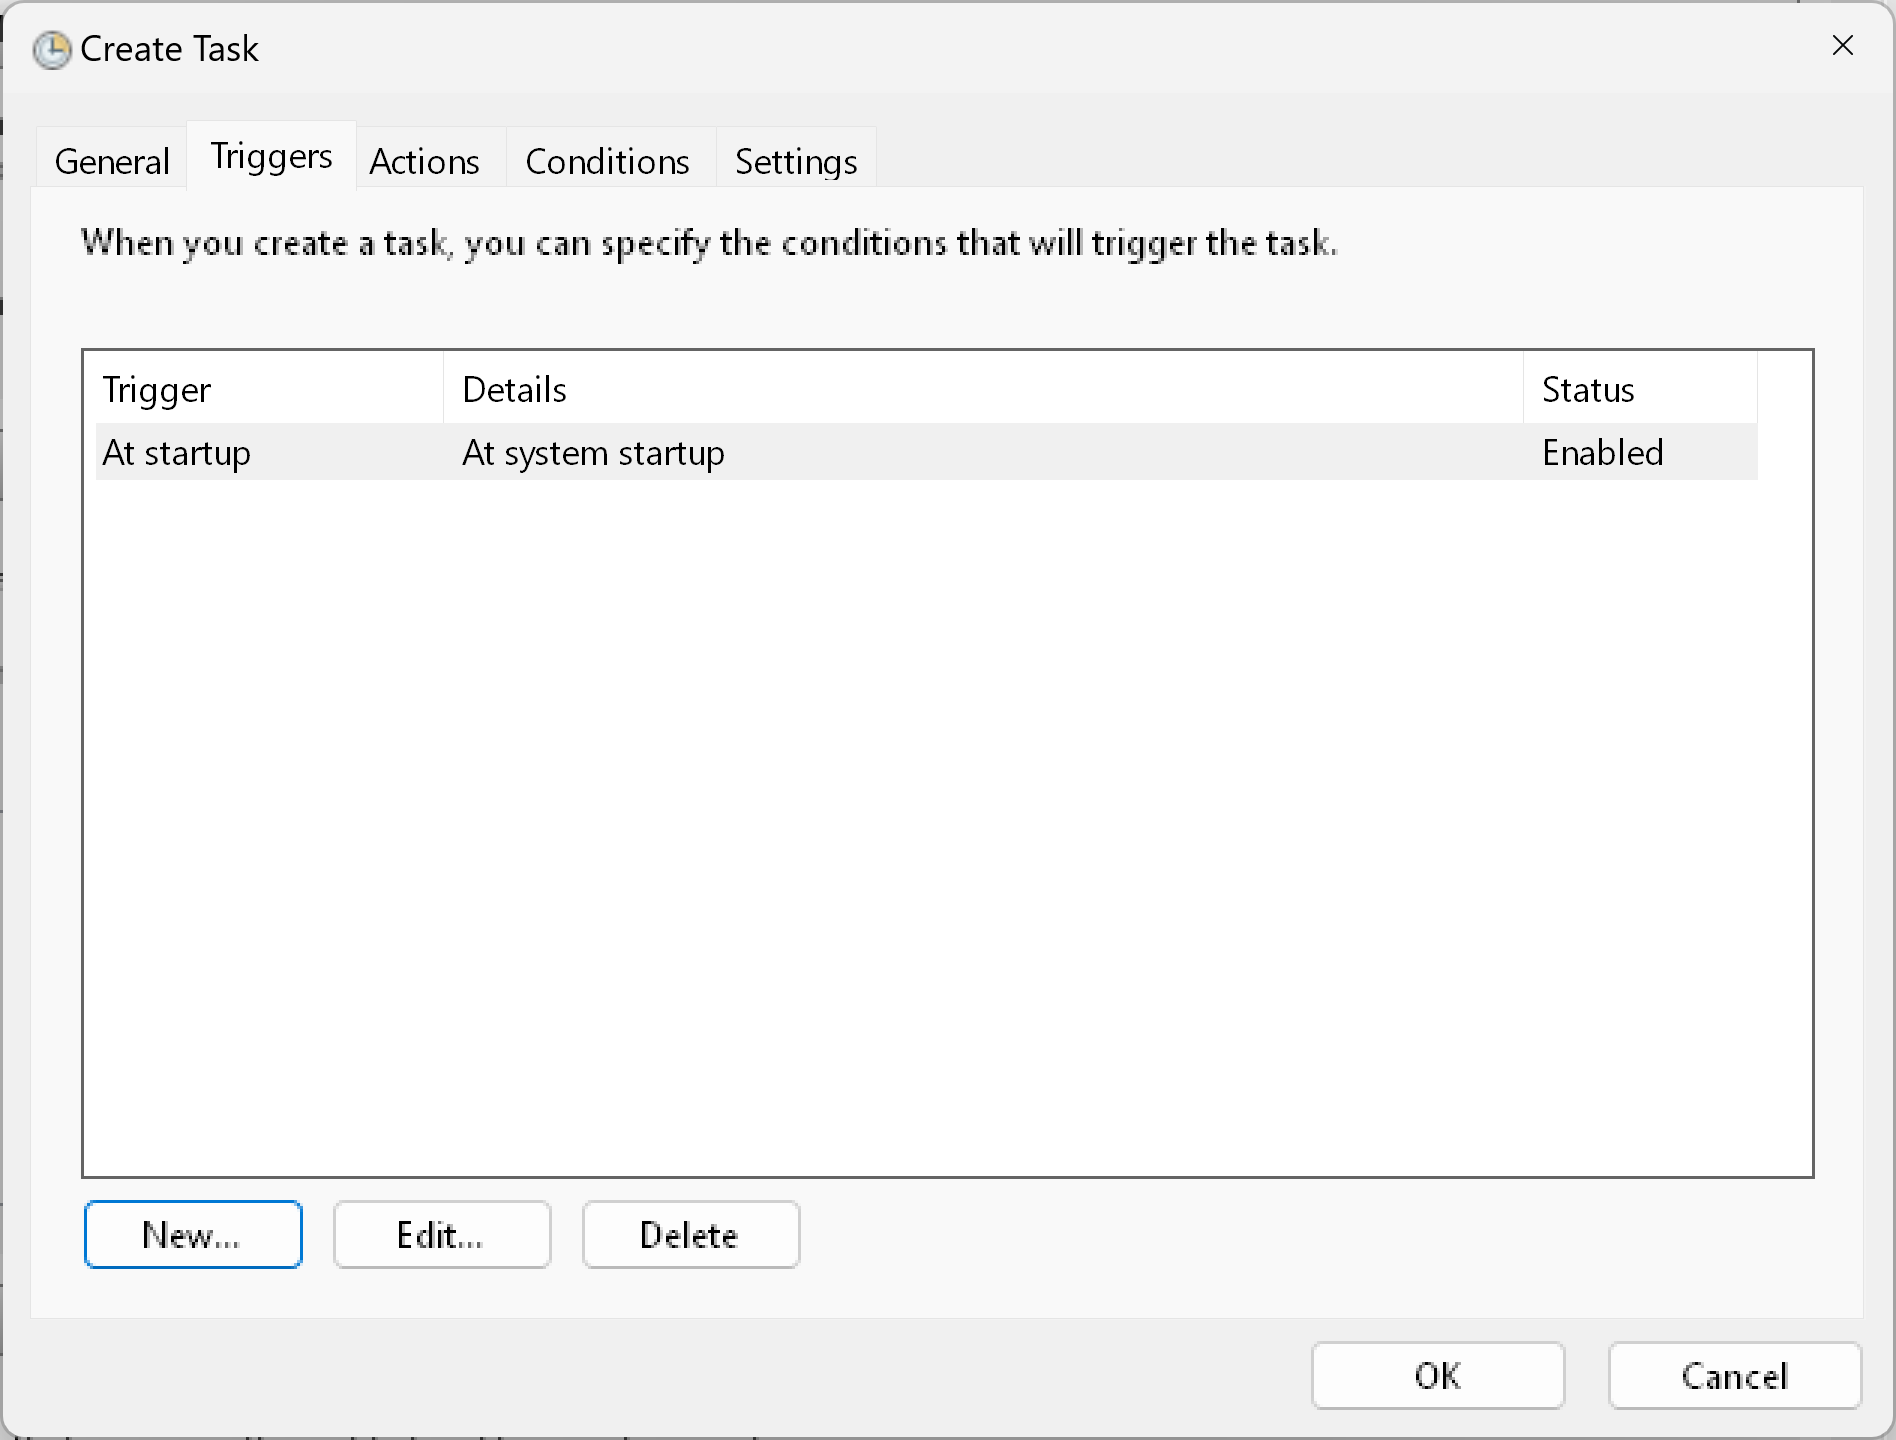 Create Task
General Triggers Actions Conditions Settings
When you create a task, you can specify the conditions that will trigger the task.
Trigger Details Status
At startup At system startup Enabled
New... Edit... Delete
OK Cancel